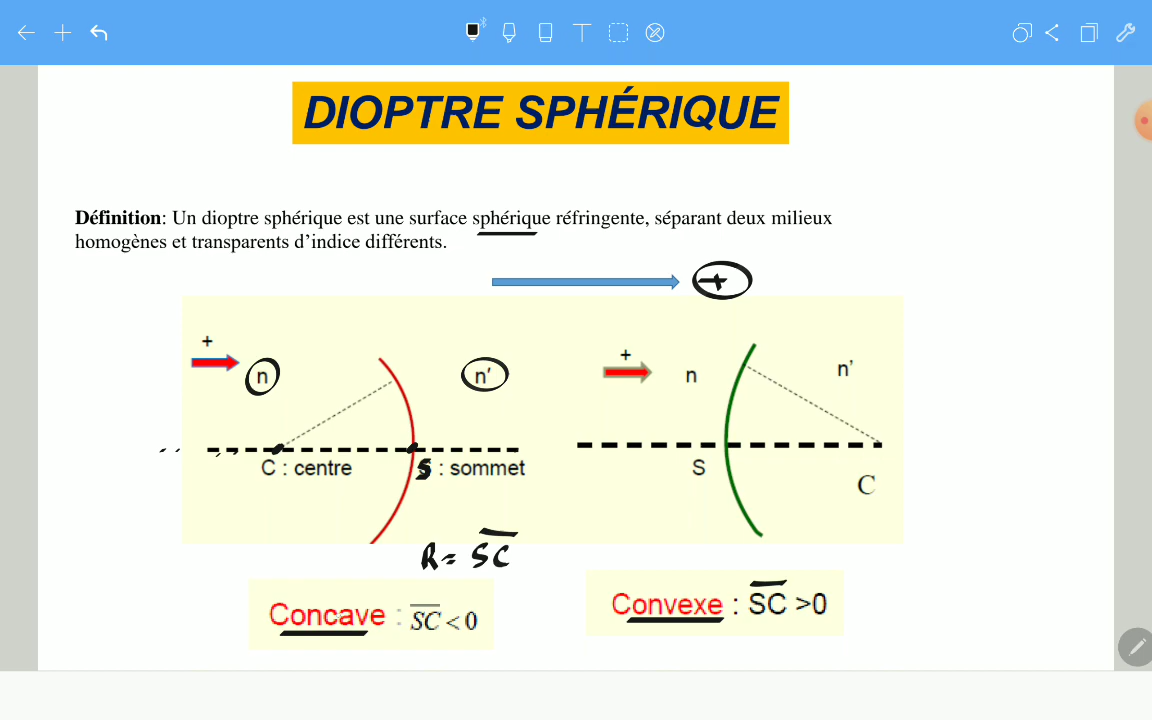 DIOPTRE SPHÉRIQUE
Définition: Un dioptre sphérique est une surface sphérique réfringente, séparant deux milieux
homogènes et transparents d'indice différents.
+
+ n n'
C : centre S : sommet
+ n n'
S C
R = SC
Concave : SC < 0
Convexe : SC >0